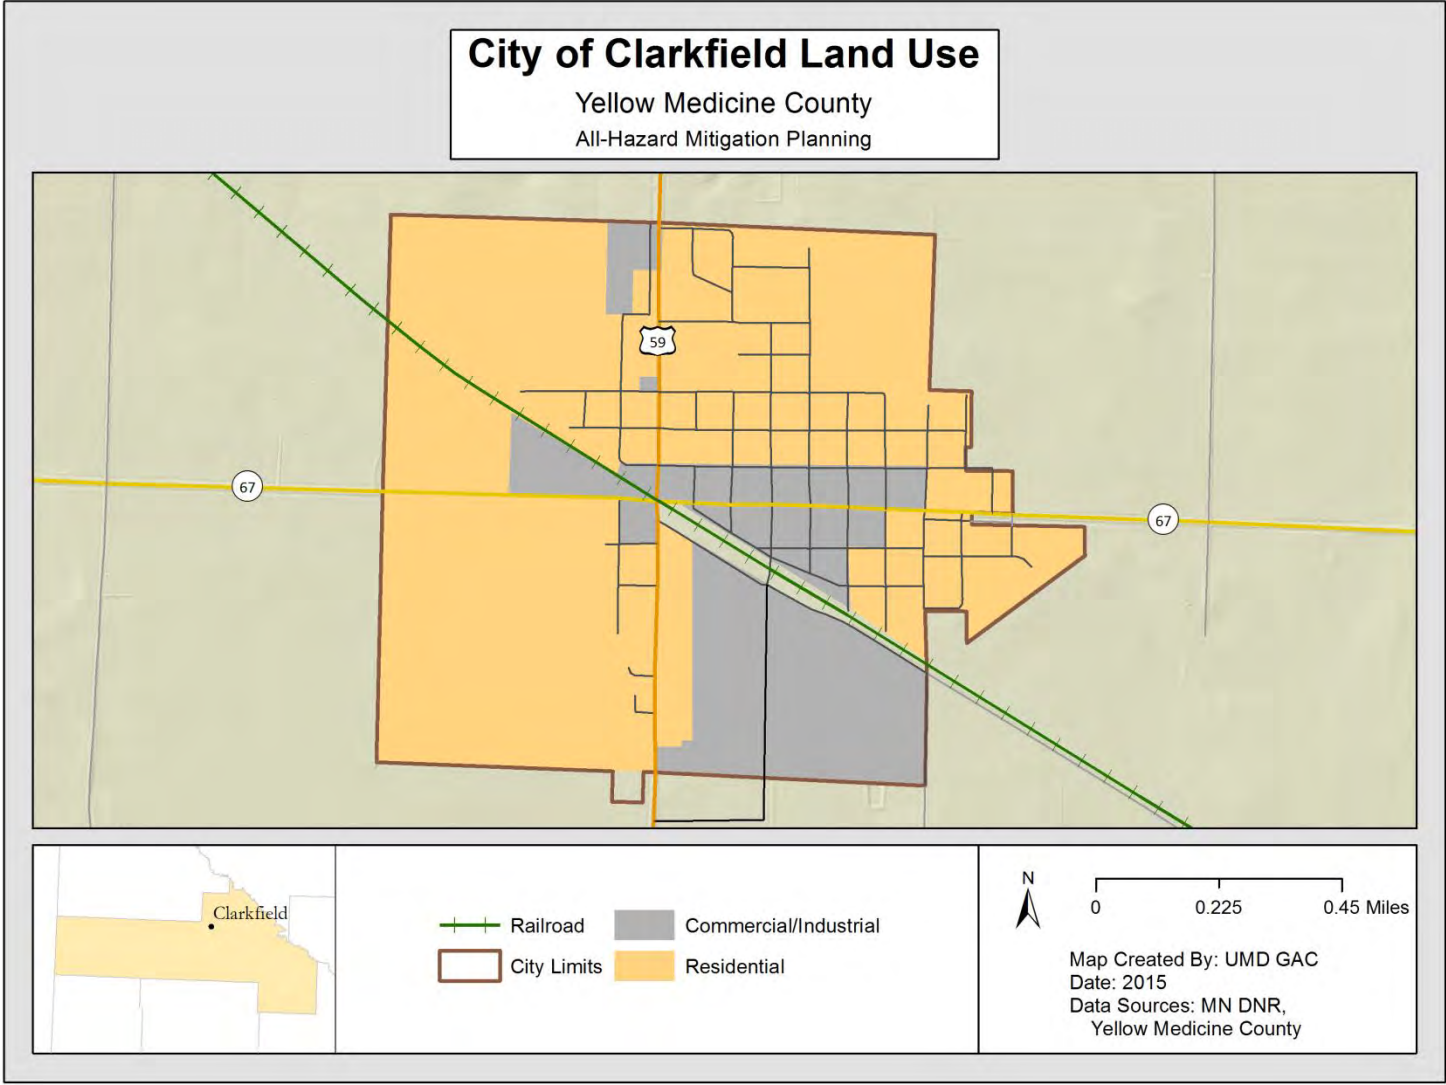 City of Clarkfield Land Use
Yellow Medicine County
All-Hazard Mitigation Planning
59
67
67
Clarkfield
Railroad
Commercial/Industrial
City Limits
Residential
N
0
0.225
0.45 Miles
Map Created By: UMD GAC
Date: 2015
Data Sources: MN DNR,
Yellow Medicine County